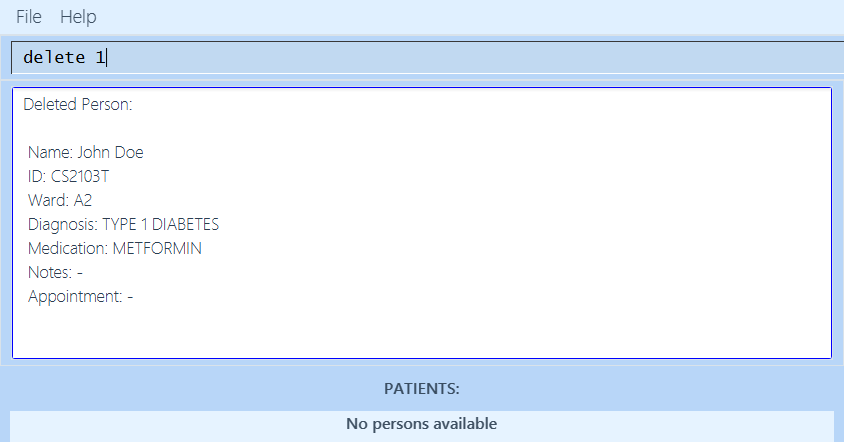 File Help
delete 1
Deleted Person:
Name: John Doe
ID: CS2103T
Ward: A2
Diagnosis: TYPE 1 DIABETES
Medication: METFORMIN
Notes: -
Appointment: -
PATIENTS:
No persons available